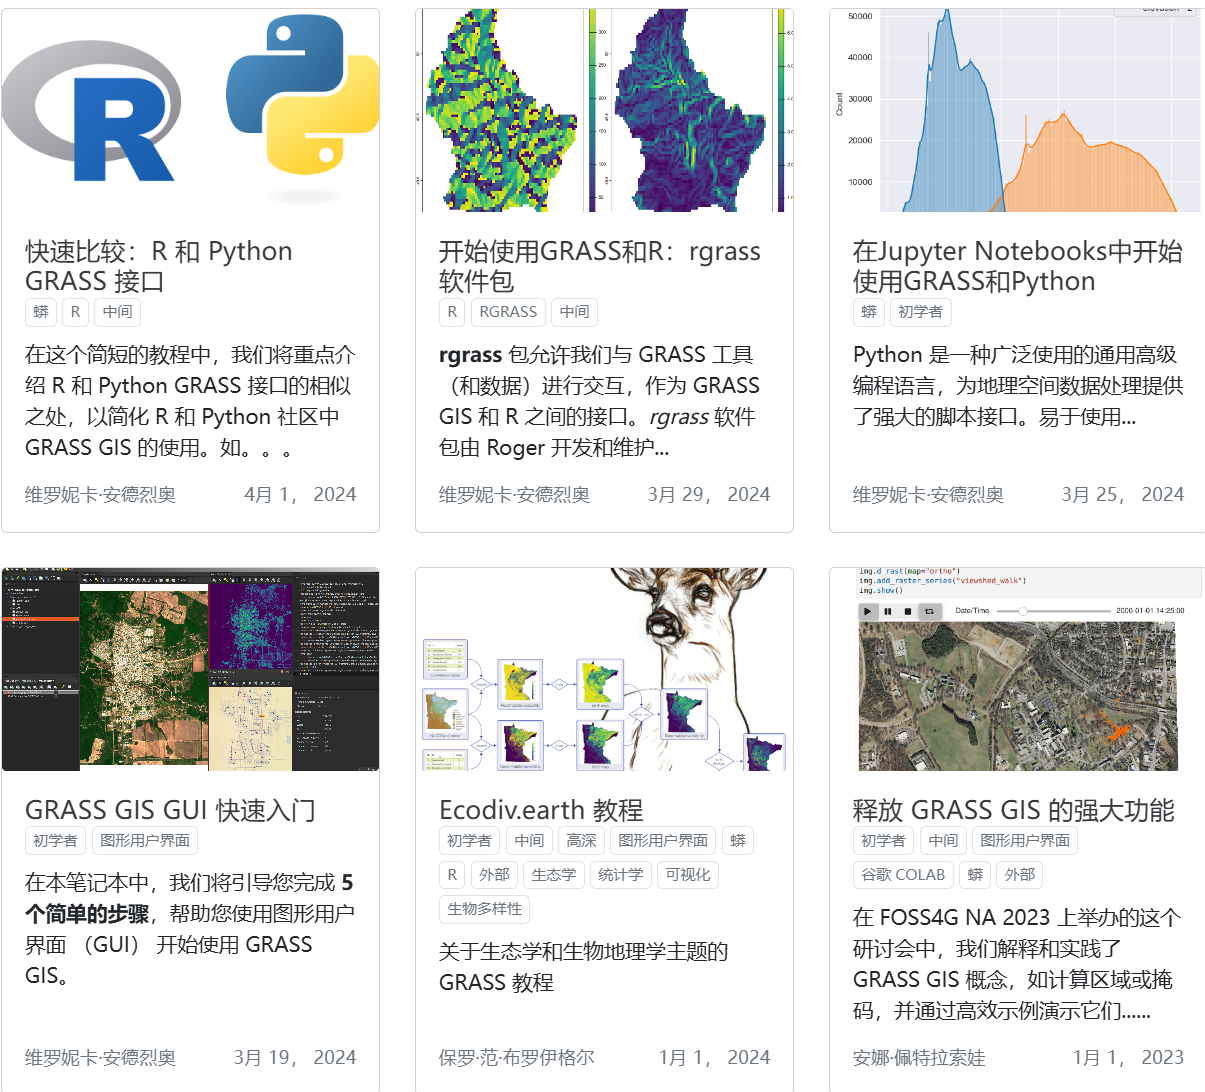 R
50000
40000
30000
20000
10000
Count
快速比较：R 和 Python
GRASS 接口
蟒
R
中间
在这个简短的教程中，我们将重点介
绍 R 和 Python GRASS 接口的相似
之处，以简化 R 和 Python 社区中
GRASS GIS 的使用。如。。。
维罗妮卡·安德烈奥
4月 1， 2024
开始使用GRASS和R：rgrass
软件包
R
RGRASS
中间
rgrass 包允许我们与 GRASS 工具
（和数据）进行交互，作为 GRASS
GIS 和 R 之间的接口。rgrass 软件
包由 Roger 开发和维护...
维罗妮卡·安德烈奥
3月 29， 2024
在Jupyter Notebooks中开始
使用GRASS和Python
蟒
初学者
Python 是一种广泛使用的通用高级
编程语言，为地理空间数据处理提供
了强大的脚本接口。易于使用...
维罗妮卡·安德烈奥
3月 25， 2024
GRASS GIS GUI 快速入门
初学者
图形用户界面
在本笔记本中，我们将引导您完成 5
个简单的步骤，帮助您使用图形用户
界面 （GUI） 开始使用 GRASS
GIS。
维罗妮卡·安德烈奥
3月 19， 2024
Ecodiv.earth 教程
初学者
中间
高深
图形用户界面
蟒
R
外部
生态学
统计学
可视化
生物多样性
关于生态学和生物地理学主题的
GRASS 教程
保罗·范·布罗伊格尔
1月 1， 2024
img.d_rast(map="ortho")
img.add_raster_series("viewshed_walk")
img.show()
Date/Time
2000-01-01 14:25:00
释放 GRASS GIS 的强大功能
初学者
中间
图形用户界面
谷歌 COLAB
蟒
外部
在 FOSS4G NA 2023 上举办的这个
研讨会中，我们解释和实践了
GRASS GIS 概念，如计算区域或掩
码，并通过高效示例演示它们......
安娜·佩特拉索娃
1月 1， 2023